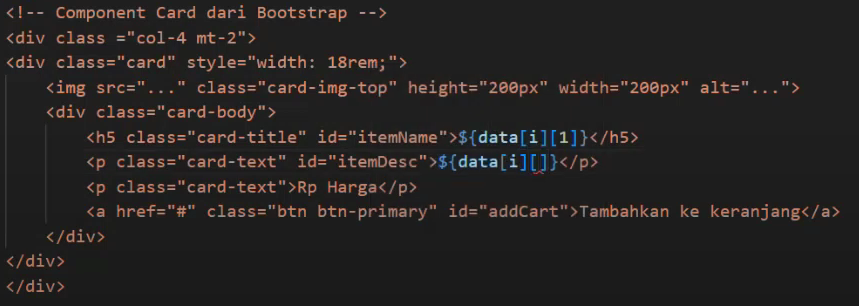 <!-- Component Card dari Bootstrap -->
<div class ="col-4 mt-2">
<div class="card" style="width: 18rem;">
<img src="..." class="card-img-top" height="200px" width="200px" alt="...">
<div class="card-body">
<h5 class="card-title" id="itemName">${data[i][1]}</h5>
<p class="card-text" id="itemDesc">${data[i][]}</p>
<p class="card-text">Rp Harga</p>
<a href="#" class="btn btn-primary" id="addCart">Tambahkan ke keranjang</a>
</div>
</div>
</div>